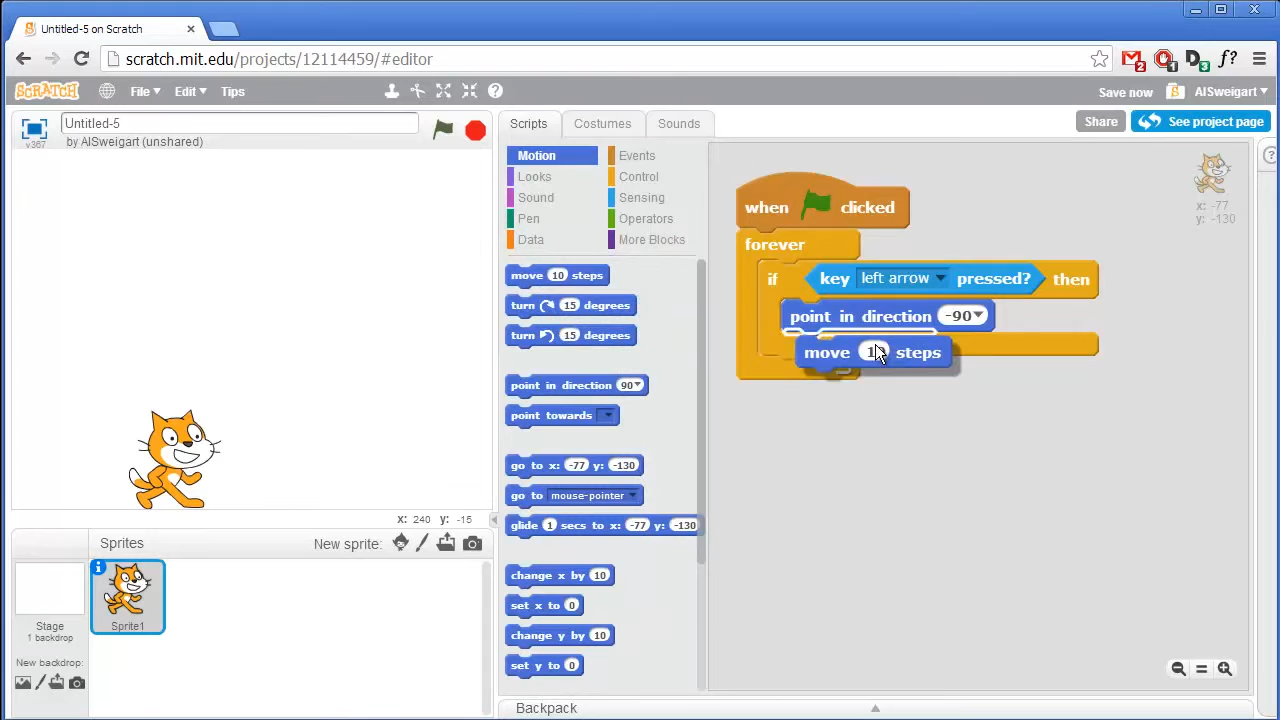 Untitled-5 on Scratch
scratch.mit.edu/projects/12114459/#editor
2 1 3 f?
SCRATCH File Edit Tips Save now AlSweigart
Untitled-5
v387 by AlSweigart (unshared)
Scripts Costumes Sounds Share See project page
Motion Events
Looks Control
Sound Sensing
Pen Operators
Data More Blocks
move 10 steps
turn 15 degrees
turn 15 degrees
point in direction 90
point towards
go to x: -77 y: -130
go to mouse-pointer
glide 1 secs to x: -77 y: -130
change x by 10
set x to 0
change y by 10
set y to 0
when clicked
forever
if key left arrow pressed? then
point in direction -90
move steps
x: -77
y: -130
x: 240 y: -15
Sprites New sprite:
Stage
1 backdrop
New backdrop:
Sprite1
Backpack